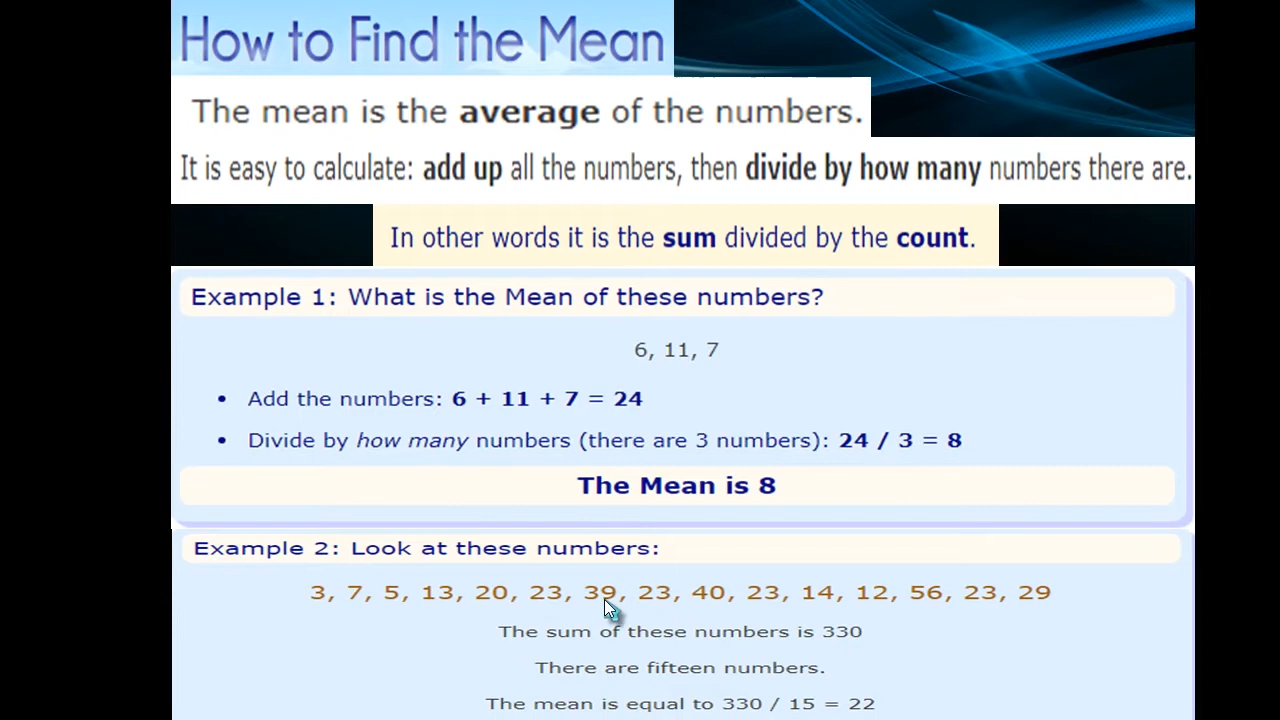 How to Find the Mean
The mean is the average of the numbers.
It is easy to calculate: add up all the numbers, then divide by how many numbers there are.
In other words it is the sum divided by the count.
Example 1: What is the Mean of these numbers?
6, 11, 7
• Add the numbers: 6 + 11 + 7 = 24
• Divide by how many numbers (there are 3 numbers): 24 / 3 = 8
The Mean is 8
Example 2: Look at these numbers:
3, 7, 5, 13, 20, 23, 39, 23, 40, 23, 14, 12, 56, 23, 29
The sum of these numbers is 330
There are fifteen numbers.
The mean is equal to 330 / 15 = 22